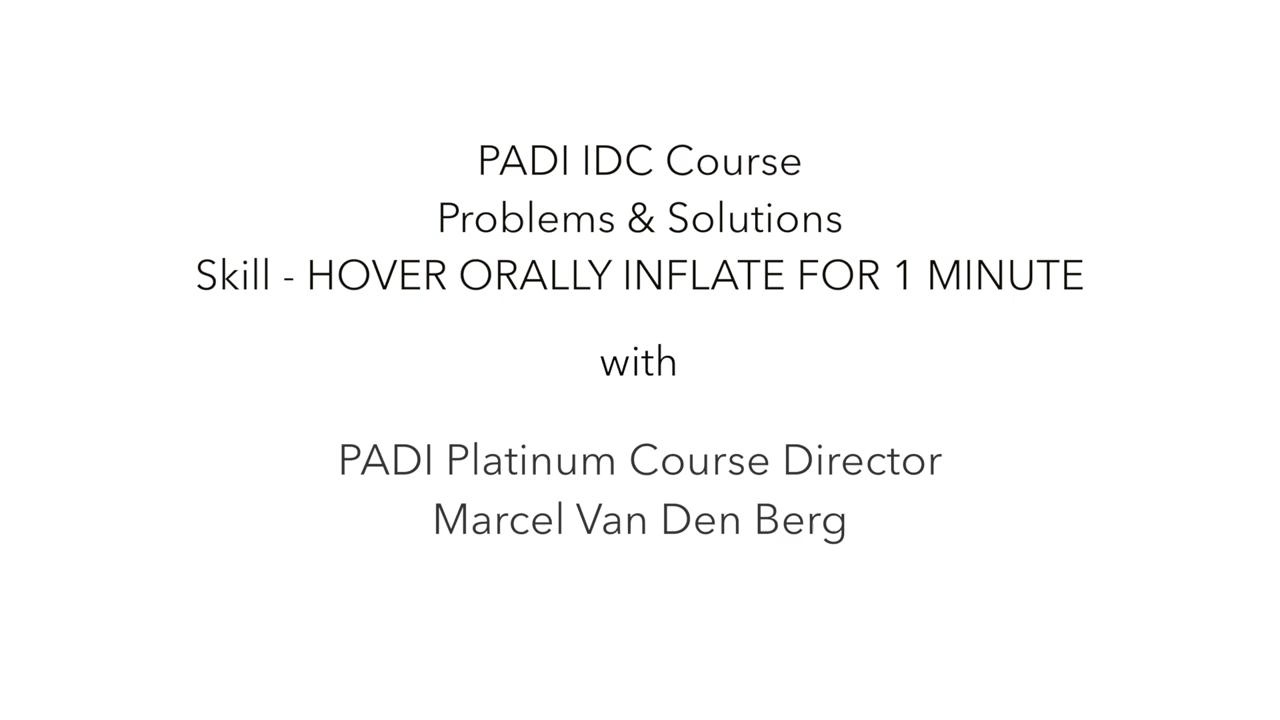 PADI IDC Course
Problems & Solutions
Skill - HOVER ORALLY INFLATE FOR 1 MINUTE
with
PADI Platinum Course Director
Marcel Van Den Berg